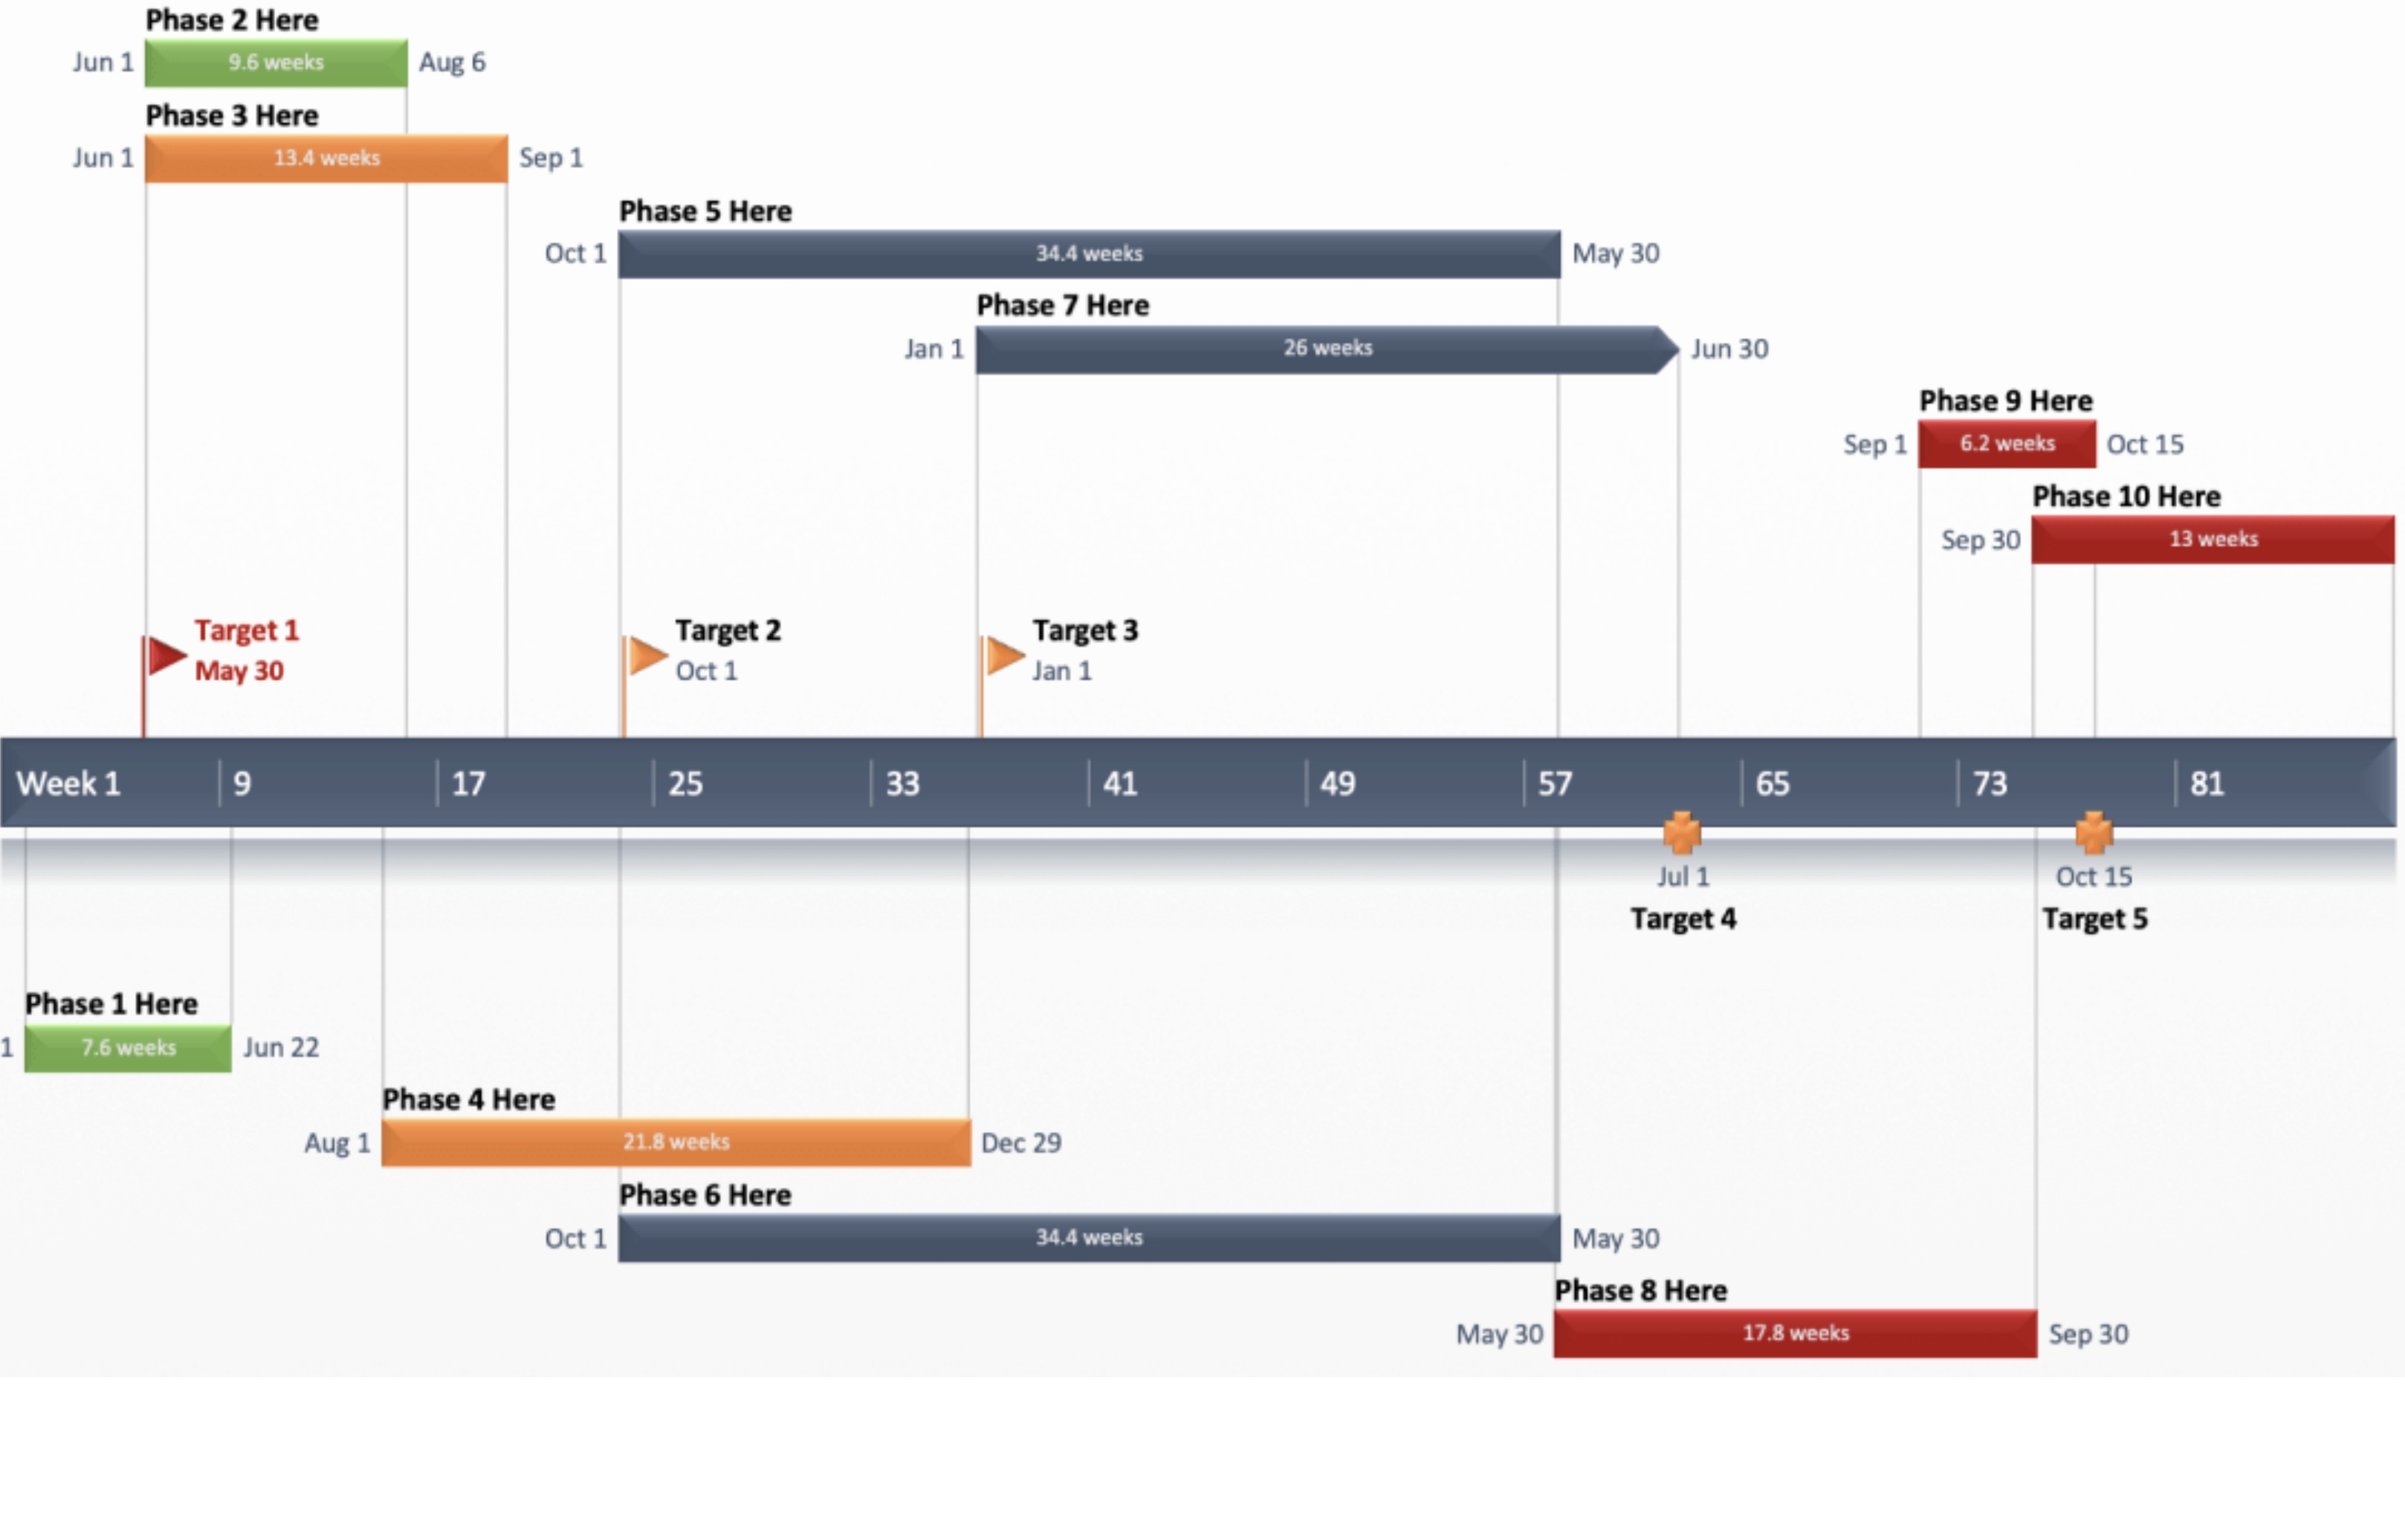 Phase 2 Here
Jun 1 9.6 weeks Aug 6
Phase 3 Here
Jun 1 13.4 weeks Sep 1
Phase 5 Here
Oct 1 34.4 weeks May 30
Phase 7 Here
Jan 1 26 weeks Jun 30
Phase 9 Here
Sep 1 6.2 weeks Oct 15
Phase 10 Here
Sep 30 13 weeks
Target 1 Target 2 Target 3
May 30 Oct 1 Jan 1
Week 1 9 17 25 33 41 49 57 65 73 81
Jul 1 Oct 15
Target 4 Target 5
Phase 1 Here
1 7.6 weeks Jun 22
Phase 4 Here
Aug 1 21.8 weeks Dec 29
Phase 6 Here
Oct 1 34.4 weeks May 30
Phase 8 Here
May 30 17.8 weeks Sep 30